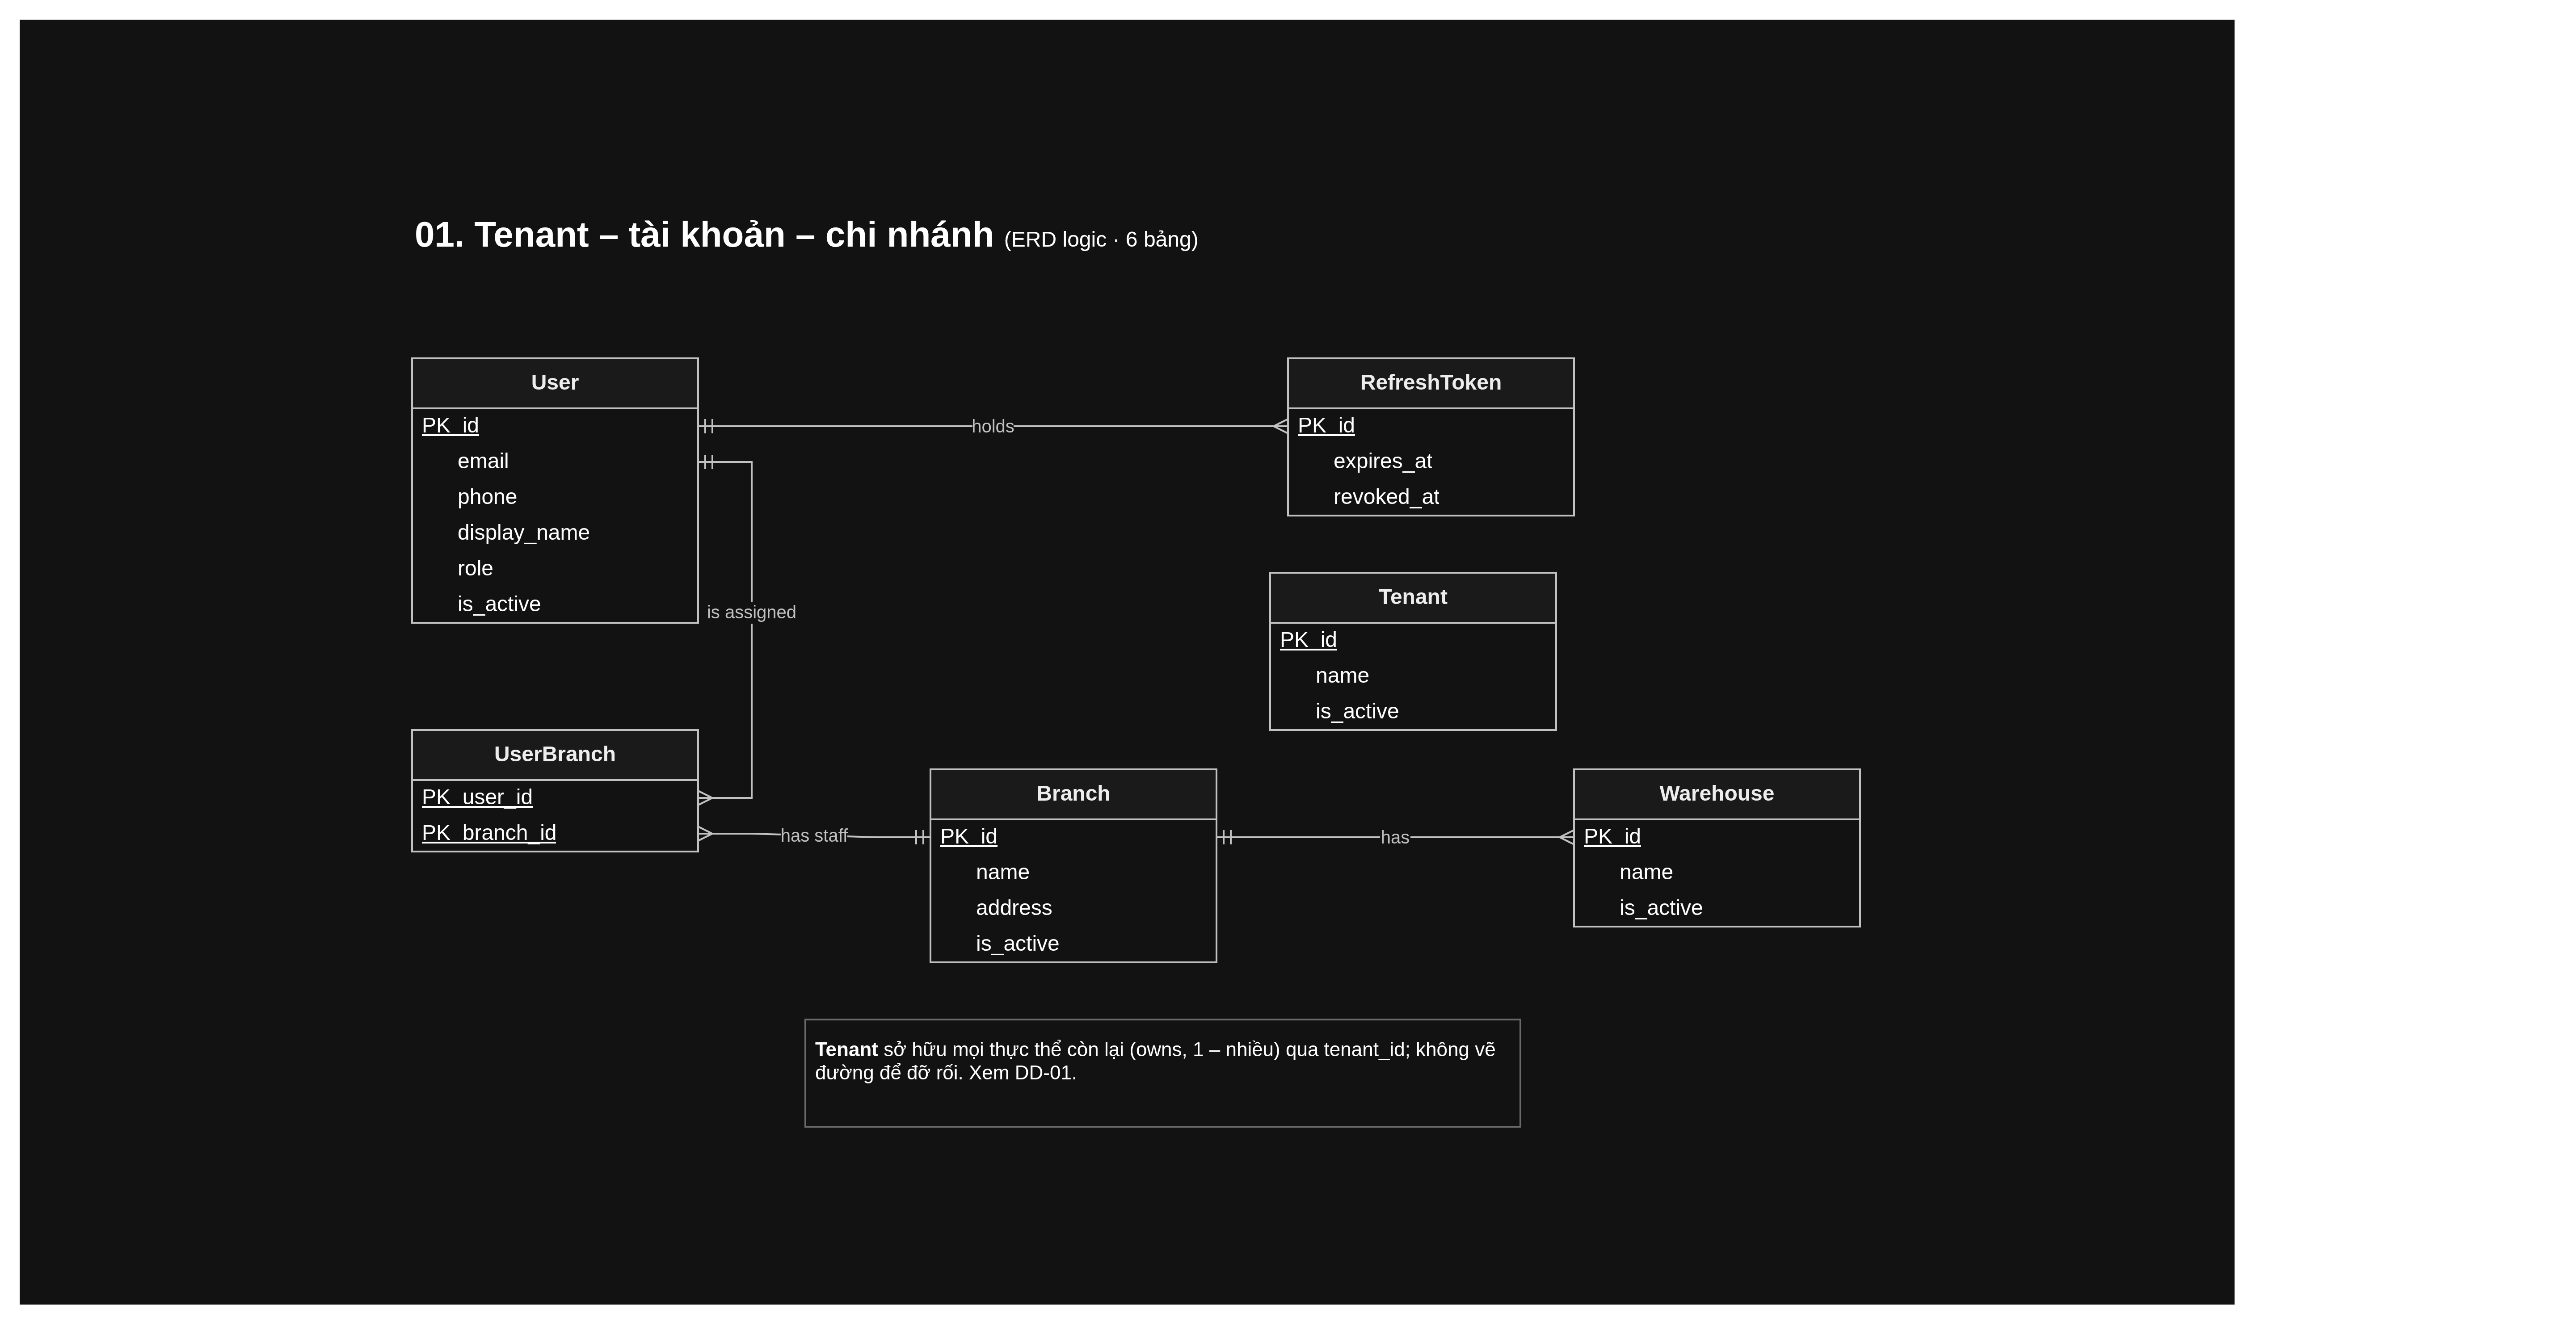 01. Tenant – tài khoản – chi nhánh (ERD logic · 6 bảng)
User
PK id
email
phone
display_name
role
is_active
holds
RefreshToken
PK id
expires_at
revoked_at
is assigned
Tenant
PK id
name
is_active
UserBranch
PK user_id
PK branch_id
has staff
Branch
PK id
name
address
is_active
has
Warehouse
PK id
name
is_active
Tenant sở hữu mọi thực thể còn lại (owns, 1 – nhiều) qua tenant_id; không vẽ
đường để đỡ rối. Xem DD-01.